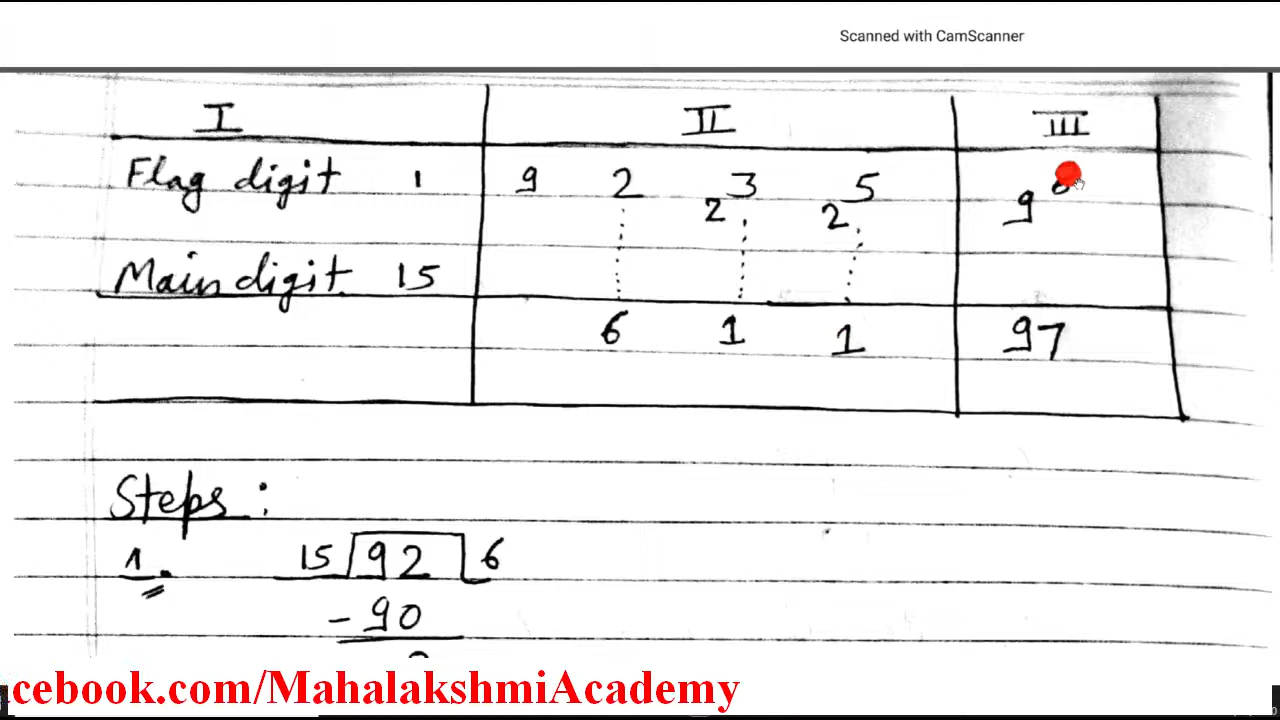 Scanned with CamScanner
I II III
Flag digit 1 9 2 3 5
2 2 9
Main digit 15
6 1 1 97
Steps :
1. 15 92 6
- 90
cebook.com/MahalakshmiAcademy